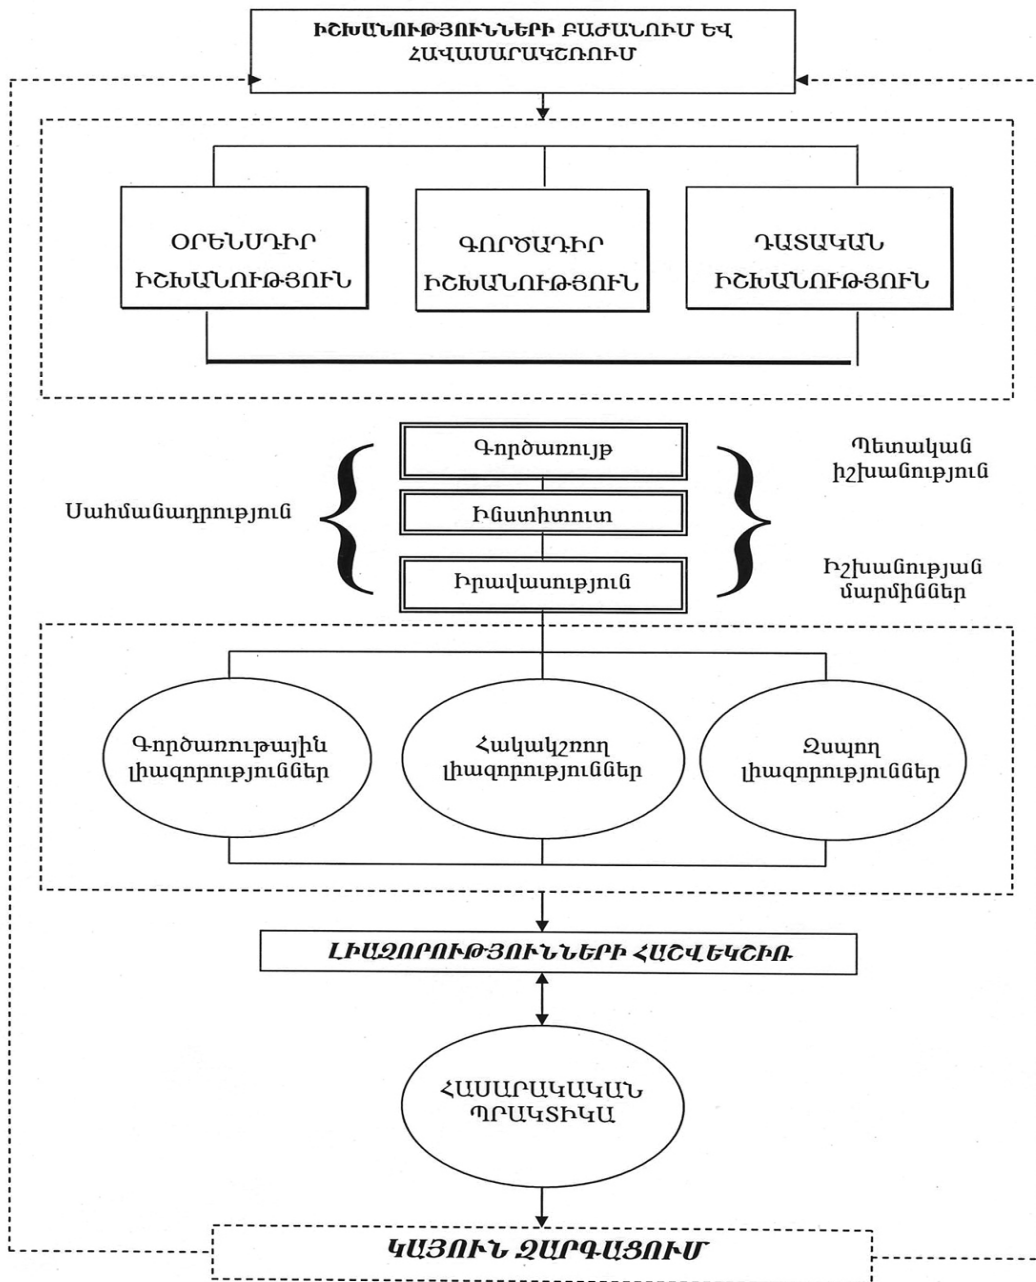 ԻՇԽԱՆՈՒԹՅՈՒՆՆԵՐԻ ԲԱԺԱՆՈՒՄ ԵՎ
ՀԱՎԱՍԱՐԱԿՇՌՈՒՄ
ՕՐԵՆՍԴԻՐ
ԻՇԽԱՆՈՒԹՅՈՒՆ
ԳՈՐԾԱԴԻՐ
ԻՇԽԱՆՈՒԹՅՈՒՆ
ԴԱՏԱԿԱՆ
ԻՇԽԱՆՈՒԹՅՈՒՆ
Սահմանադրություն
Գործառույթ
Ինստիտուտ
Իրավասություն
Պետական
իշխանություն
Իշխանության
մարմիններ
Գործառութային
լիազորություններ
Հակակշռող
լիազորություններ
Զսպող
լիազորություններ
ԼԻԱԶՈՐՈՒԹՅՈՒՆՆԵՐԻ ՀԱՇՎԵԿՇԻՌ
ՀԱՍԱՐԱԿԱԿԱՆ
ՊՐԱԿՏԻԿԱ
ԿԱՅՈՒՆ ԶԱՐԳԱՑՈՒՄ